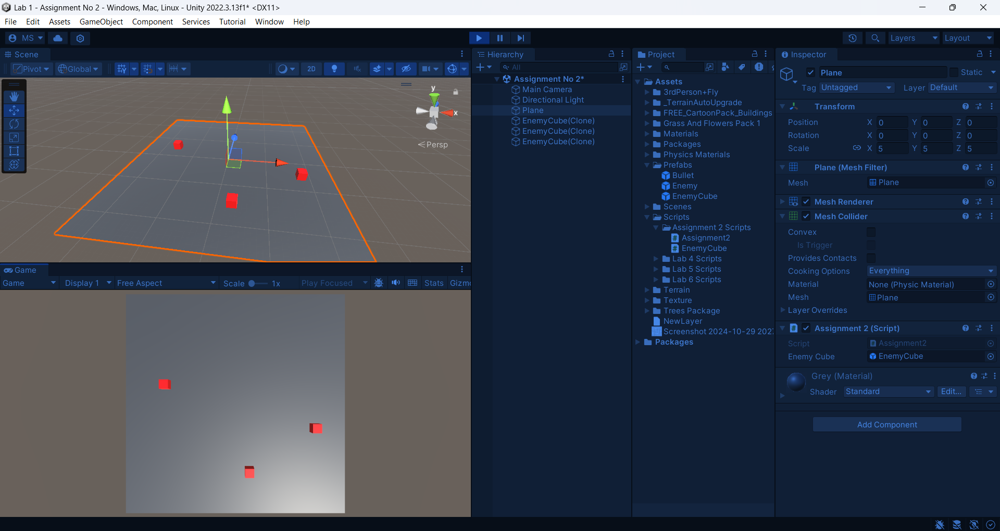 Lab 1 - Assignment No 2 - Windows, Mac, Linux - Unity 2022.3.13f1* <DX11>
File Edit Assets GameObject Component Services Tutorial Window Help
MS
Layers
Layout
Scene
Pivot
Global
2D
y
x
Persp
Game
Game
Display 1
Free Aspect
Scale
1x
Play Focused
Stats
Gizmo
Hierarchy
All
Assignment No 2*
Main Camera
Directional Light
Plane
EnemyCube(Clone)
EnemyCube(Clone)
EnemyCube(Clone)
Project
Assets
3rdPerson+Fly
_TerrainAutoUpgrade
FREE_CartoonPack_Buildings
Grass And Flowers Pack 1
Materials
Packages
Physics Materials
Prefabs
Bullet
Enemy
EnemyCube
Scenes
Scripts
Assignment 2 Scripts
Assignment2
EnemyCube
Lab 4 Scripts
Lab 5 Scripts
Lab 6 Scripts
Terrain
Texture
Trees Package
NewLayer
Screenshot 2024-10-29 202
Packages
Inspector
Plane
Static
Tag Untagged Layer Default
Transform
Position X 0 Y 0 Z 0
Rotation X 0 Y 0 Z 0
Scale X 5 Y 5 Z 5
Plane (Mesh Filter)
Mesh Plane
Mesh Renderer
Mesh Collider
Convex
Is Trigger
Provides Contacts
Cooking Options Everything
Material None (Physic Material)
Mesh Plane
Layer Overrides
Assignment 2 (Script)
Script Assignment2
Enemy Cube EnemyCube
Grey (Material)
Shader Standard Edit...
Add Component